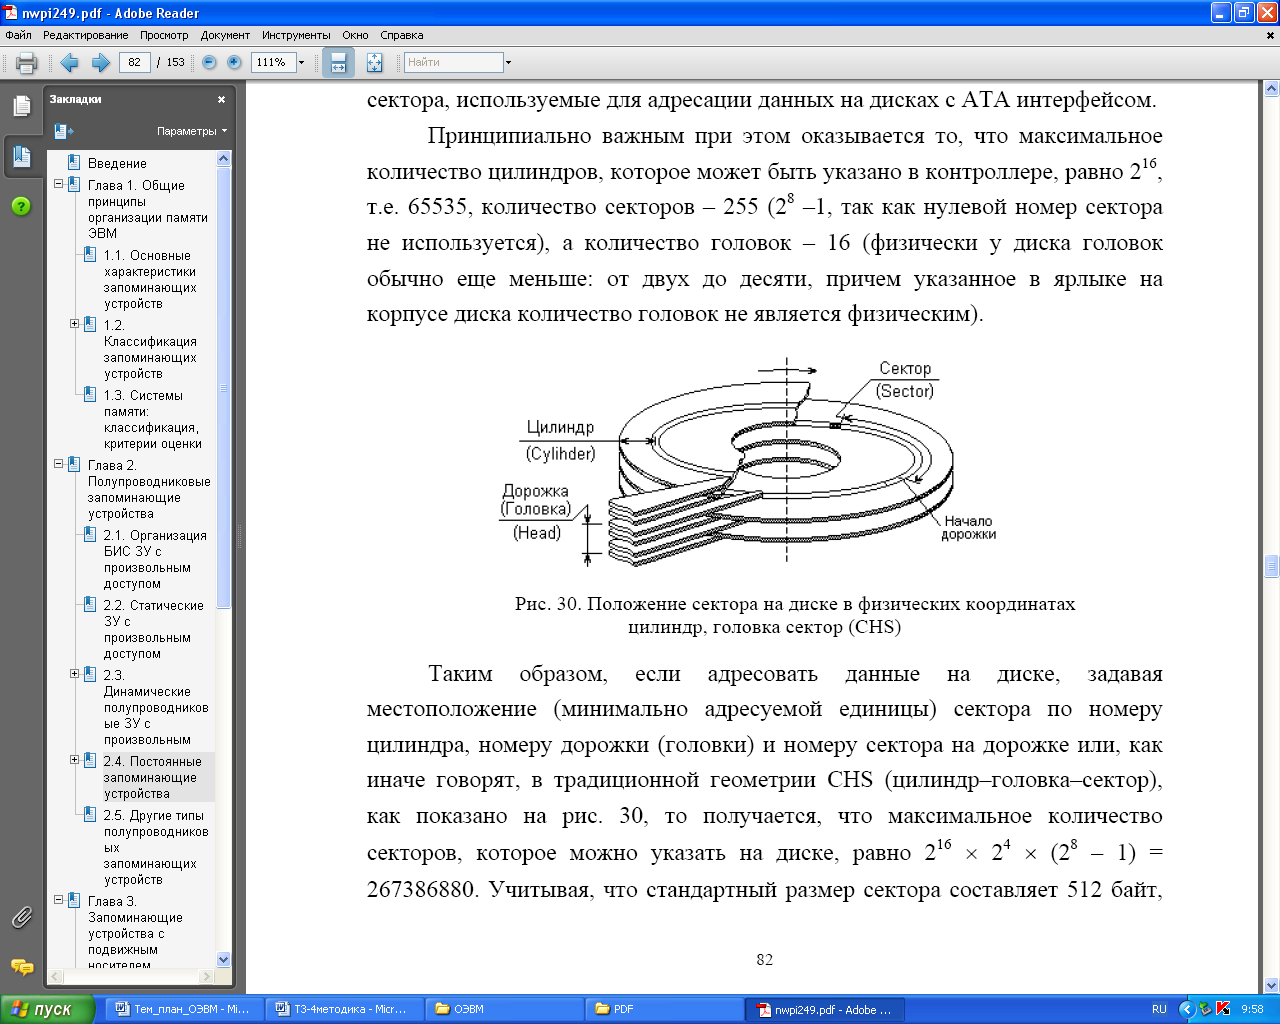 nwpi249.pdf - Adobe Reader
Файл Редактирование Просмотр Документ Инструменты Окно Справка
82 / 153 111% Найти
Закладки
Параметры
Введение
Глава 1. Общие
принципы
организации памяти
ЭВМ
1.1. Основные
характеристики
запоминающих
устройств
1.2.
Классификация
запоминающих
устройств
1.3. Системы
памяти:
классификация,
критерии оценки
Глава 2.
Полупроводниковые
запоминающие
устройства
2.1. Организация
БИС ЗУ с
произвольным
доступом
2.2. Статические
ЗУ с
произвольным
доступом
2.3.
Динамические
полупроводников
ые ЗУ с
произвольным
2.4. Постоянные
запоминающие
устройства
2.5. Другие типы
полупроводников
ых
запоминающих
устройств
Глава 3.
Запоминающие
устройства с
подвижным
носителем
сектора, используемые для адресации данных на дисках с АТА интерфейсом.
Принципиально важным при этом оказывается то, что максимальное
количество цилиндров, которое может быть указано в контроллере, равно 2¹⁶,
т.е. 65535, количество секторов – 255 (2⁸ –1, так как нулевой номер сектора
не используется), а количество головок – 16 (физически у диска головок
обычно еще меньше: от двух до десяти, причем указанное в ярлыке на
корпусе диска количество головок не является физическим).
Сектор
(Sector)
Цилиндр
(Cylihder)
Дорожка
(Головка)
(Head)
Начало
дорожки
Рис. 30. Положение сектора на диске в физических координатах
цилиндр, головка сектор (CHS)
Таким образом, если адресовать данные на диске, задавая
местоположение (минимально адресуемой единицы) сектора по номеру
цилиндра, номеру дорожки (головки) и номеру сектора на дорожке или, как
иначе говорят, в традиционной геометрии CHS (цилиндр–головка–сектор),
как показано на рис. 30, то получается, что максимальное количество
секторов, которое можно указать на диске, равно 2¹⁶ × 2⁴ × (2⁸ – 1) =
267386880. Учитывая, что стандартный размер сектора составляет 512 байт,
82
пуск Тем_план_ОЭВМ - Mi... Т3-4методика - Micr... ОЭВМ PDF nwpi249.pdf - Adobe ... RU 9:58